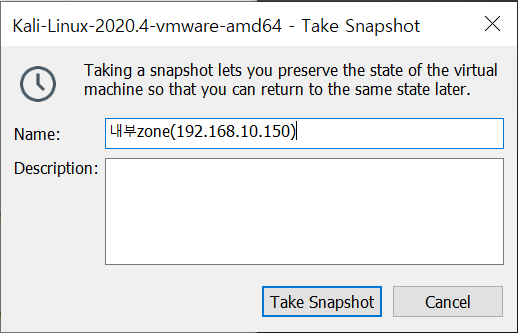 Kali-Linux-2020.4-vmware-amd64 - Take Snapshot
Taking a snapshot lets you preserve the state of the virtual
machine so that you can return to the same state later.
Name: 내부zone(192.168.10.150)
Description:
Take Snapshot Cancel